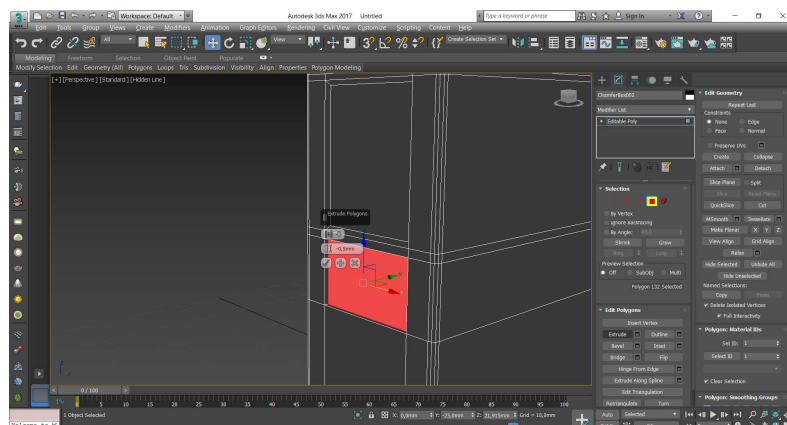 Workspace: Default
Autodesk 3ds Max 2017 Untitled
Type a keyword or phrase
Sign In
Edit Tools Group Views Create Modifiers Animation Graph Editors Rendering Civil View Customize Scripting Content Help
All
View
Create Selection Set
Modeling Freeform Selection Object Paint Populate
Modify Selection Edit Geometry (All) Polygons Loops Tris Subdivision Visibility Align Properties Polygon Modeling
[+] [Perspective] [Standard] [Hidden Line]
Extrude Polygons
-0,5mm
ChamferBox002
Modifier List
Editable Poly
Selection
By Vertex
Ignore Backfacing
By Angle: 45,0
Shrink Grow
Ring Loop
Preview Selection
Off SubObj Multi
Polygon 132 Selected
Edit Polygons
Insert Vertex
Extrude Outline
Bevel Inset
Bridge Flip
Hinge From Edge
Extrude Along Spline
Edit Triangulation
Retriangulate Turn
Edit Geometry
Repeat Last
Constraints
None Edge
Face Normal
Preserve UVs
Create Collapse
Attach Detach
Slice Plane Split
Slice Reset Plane
QuickSlice Cut
MSmooth Tessellate
Make Planar X Y Z
View Align Grid Align
Relax
Hide Selected Unhide All
Hide Unselected
Named Selections:
Copy Paste
Delete Isolated Vertices
Full Interactivity
Polygon: Material IDs
Set ID: 1
Select ID 1
Clear Selection
Polygon: Smoothing Groups
0 / 100
5 10 15 20 25 30 35 40 45 50 55 60 65 70 75 80 85 90 95 100
1 Object Selected
X: 0,0mm Y: -23,0mm Z: 21,915mm Grid = 10,0mm
Auto Selected